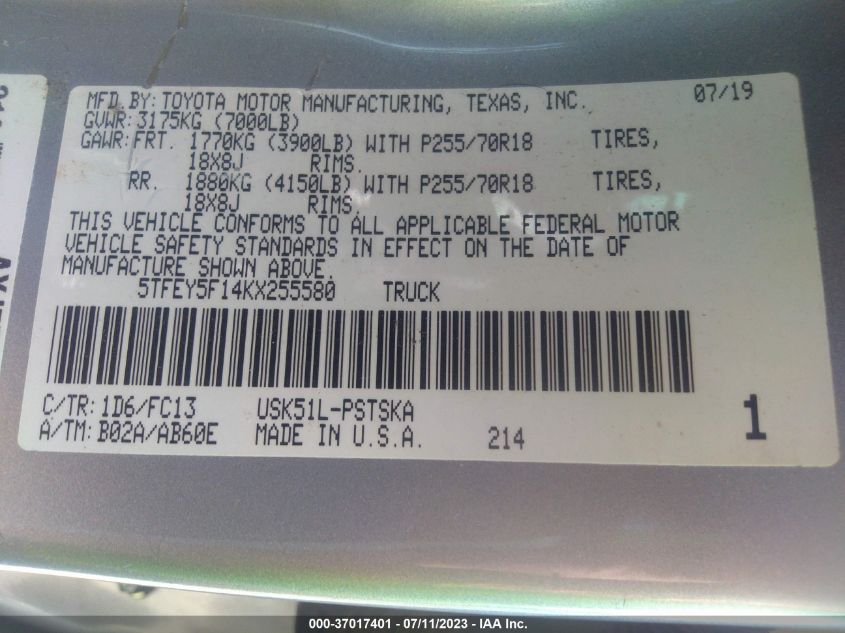 MFD.BY: TOYOTA MOTOR MANUFACTURING, TEXAS, INC. 07/19
GVWR: 3175KG (7000LB)
GAWR: FRT. 1770KG (3900LB) WITH P255/70R18 TIRES,
18X8J RIMS.
RR. 1880KG (4150LB) WITH P255/70R18 TIRES,
18X8J RIMS.
THIS VEHICLE CONFORMS TO ALL APPLICABLE FEDERAL MOTOR
VEHICLE SAFETY STANDARDS IN EFFECT ON THE DATE OF
MANUFACTURE SHOWN ABOVE.
5TFEY5F14KX255580 TRUCK
C/TR: 1D6/FC13 USK51L-PSTSKA
A/TM: B02A/AB60E MADE IN U.S.A. 214 1
000-37017401 - 07/11/2023 - IAA Inc.